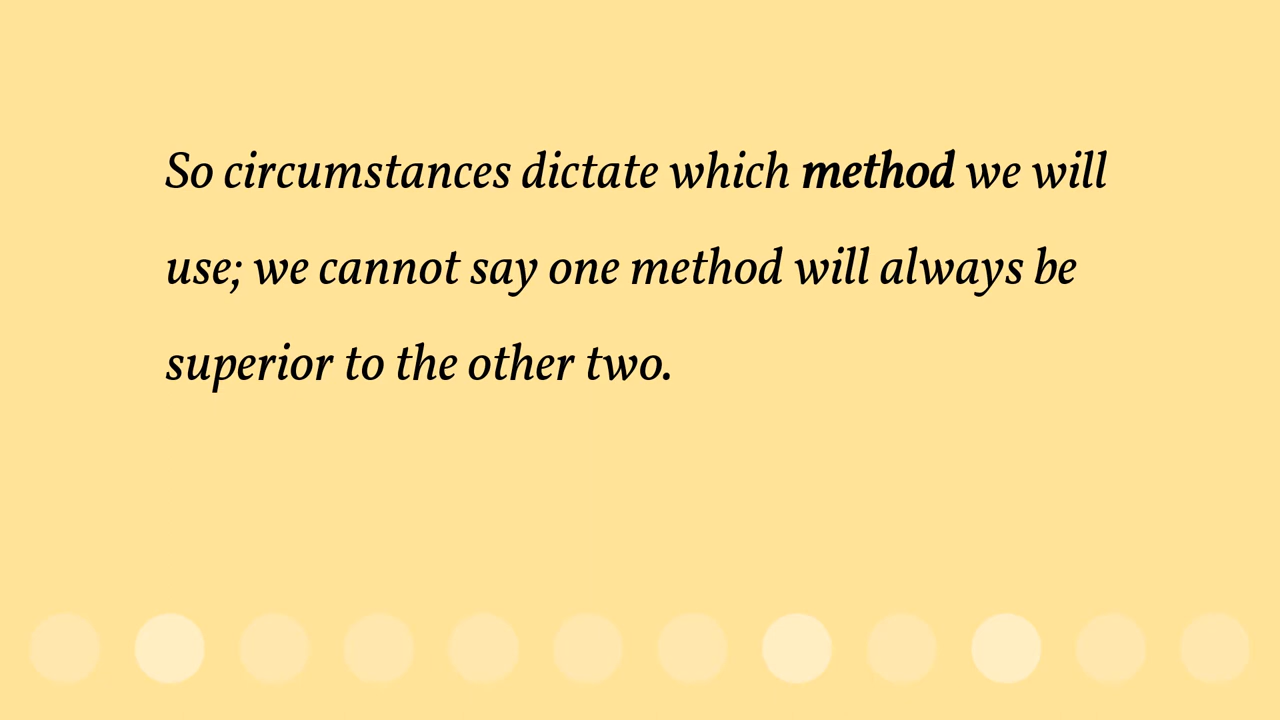 So circumstances dictate which method we will
use; we cannot say one method will always be
superior to the other two.